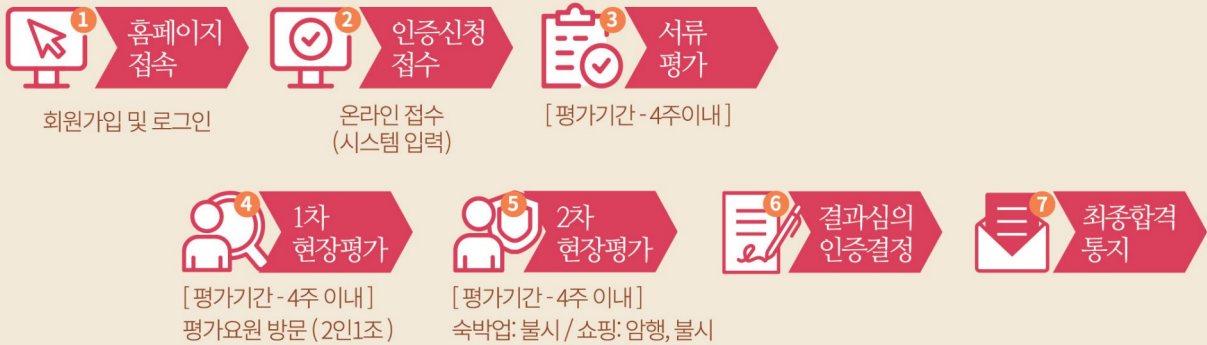 1
홈페이지
접속
회원가입 및 로그인
2
인증신청
접수
온라인 접수
(시스템 입력)
3
서류
평가
[ 평가기간 - 4주이내 ]
4
1차
현장평가
[ 평가기간 - 4주 이내 ]
평가요원 방문 ( 2인1조 )
5
2차
현장평가
[ 평가기간 - 4주 이내 ]
숙박업: 불시 / 쇼핑: 암행, 불시
6
결과심의
인증결정
7
최종합격
통지